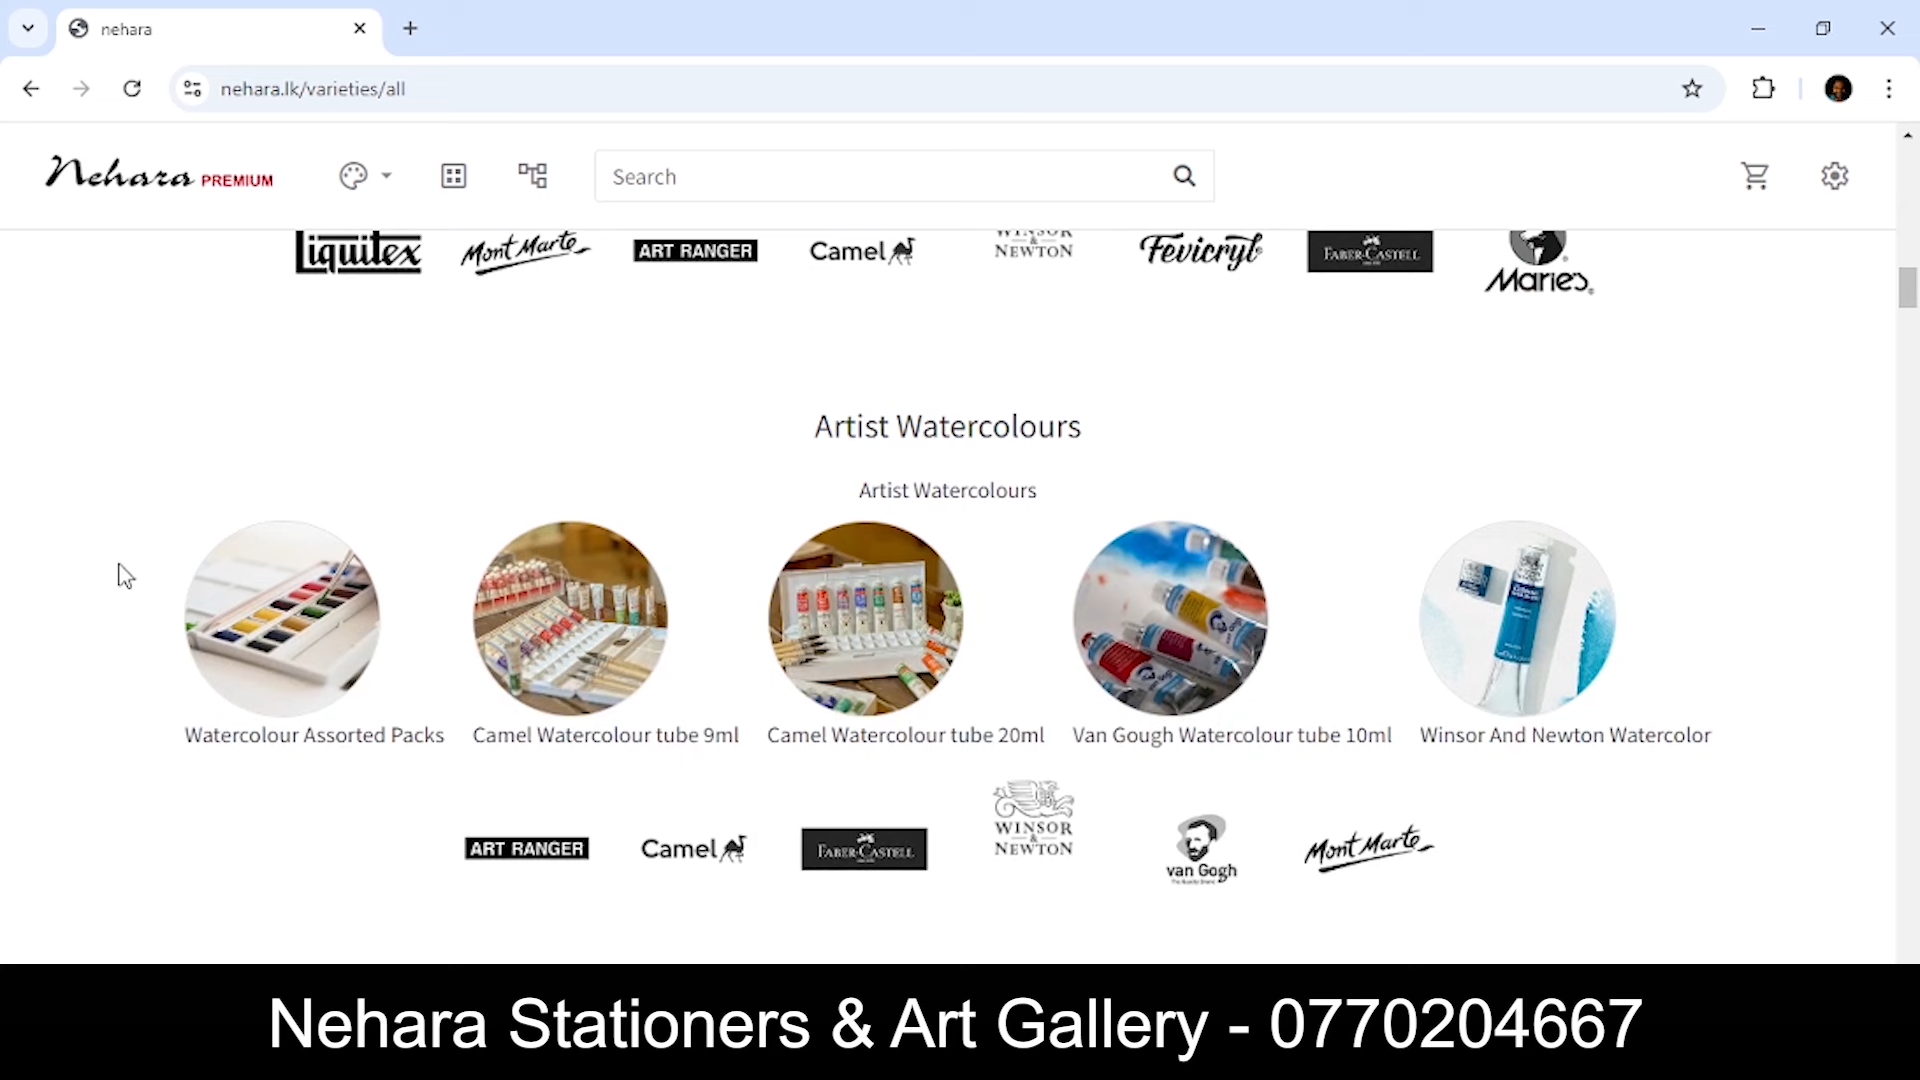 nehara
nehara.lk/varieties/all
Nehara PREMIUM
Search
Liquitex
Mont Marte
ART RANGER
Camel
WINSOR & NEWTON
Fevicryl
FABER-CASTELL
Maries
Artist Watercolours
Artist Watercolours
Watercolour Assorted Packs
Camel Watercolour tube 9ml
Camel Watercolour tube 20ml
Van Gough Watercolour tube 10ml
Winsor And Newton Watercolor
ART RANGER
Camel
FABER-CASTELL
WINSOR & NEWTON
van Gogh
Mont Marte
Nehara Stationers & Art Gallery - 0770204667